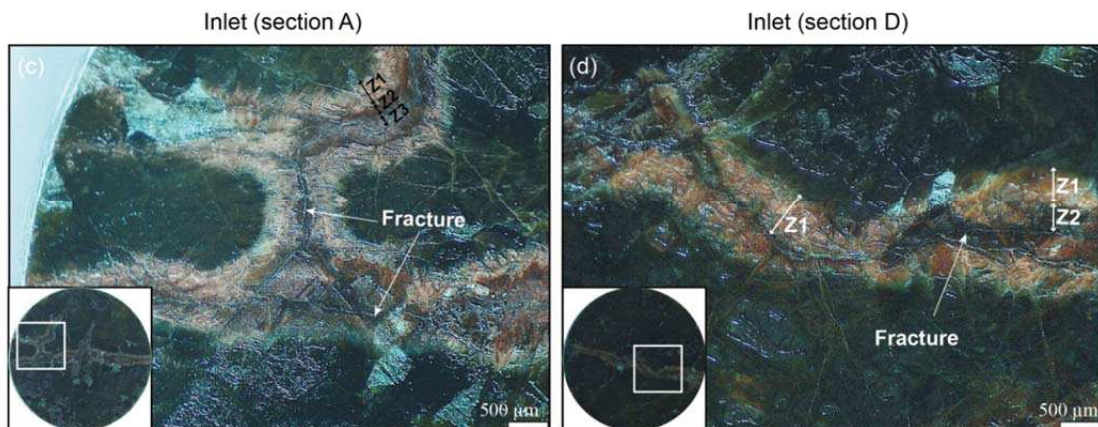 Inlet (section A)
Inlet (section D)
(c)
Z1
Z2
Z3
Fracture
500 µm
(d)
Z1
Z1
Z2
Fracture
500 µm